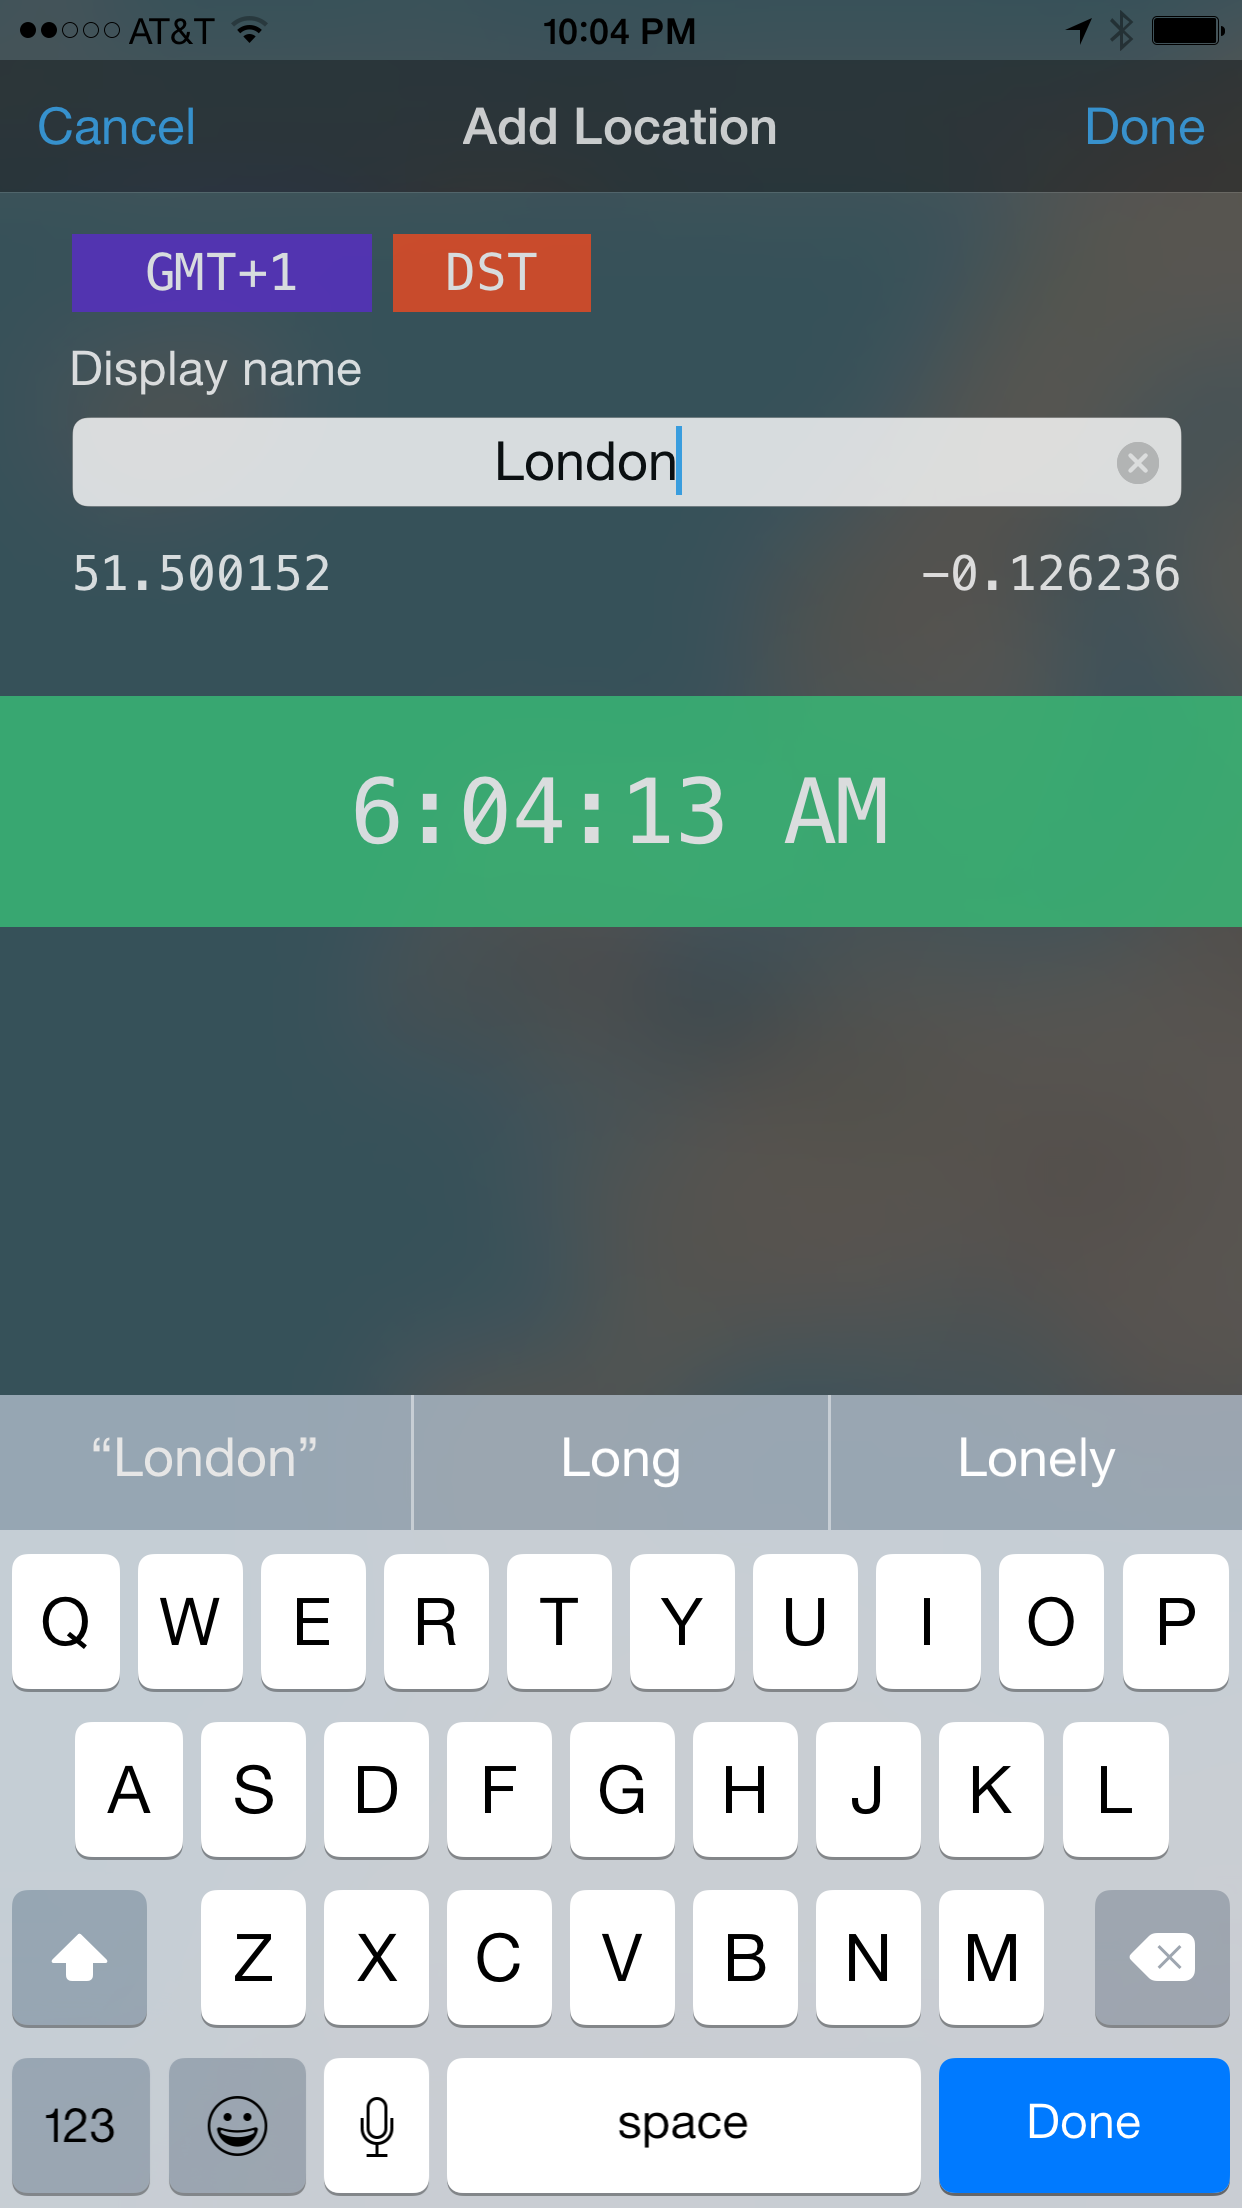 AT&T 10:04 PM
Cancel Add Location Done
GMT+1 DST
Display name
London
51.500152 -0.126236
6:04:13 AM
“London” Long Lonely
Q W E R T Y U I O P
A S D F G H J K L
Z X C V B N M
123 space Done